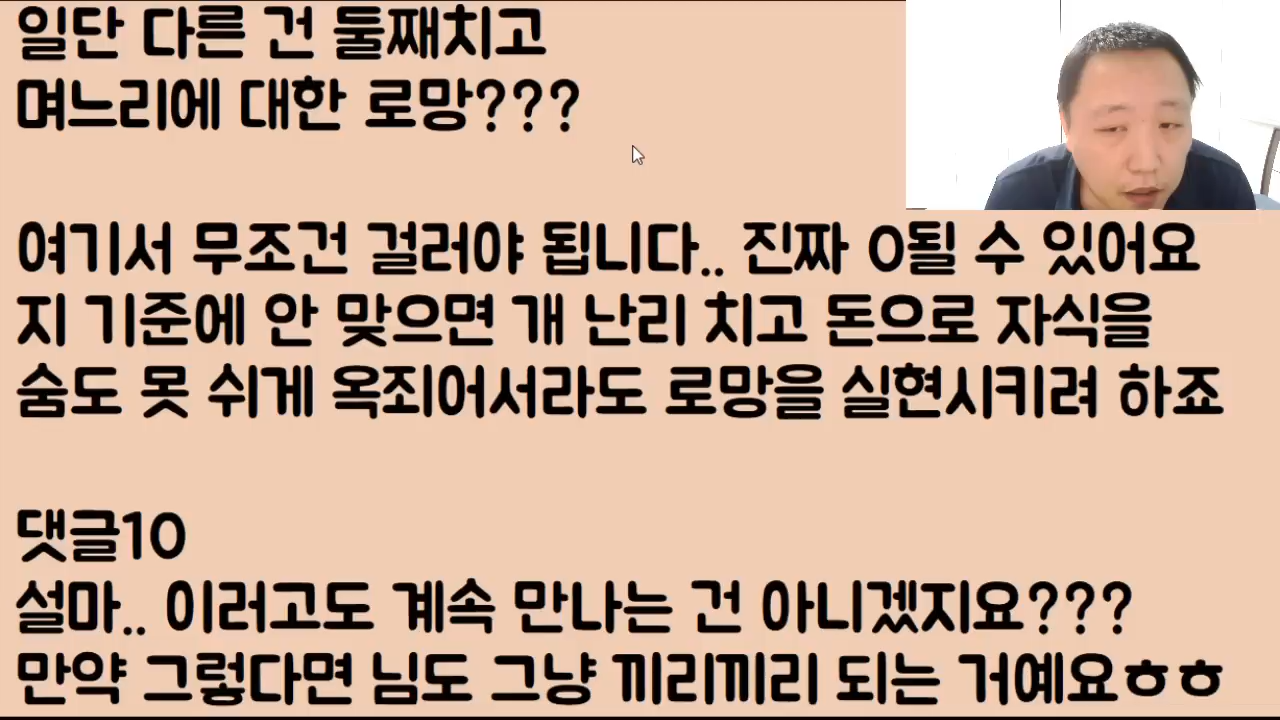 일단 다른 건 둘째치고
며느리에 대한 로망???
여기서 무조건 걸러야 됩니다.. 진짜 0될 수 있어요
지 기준에 안 맞으면 개 난리 치고 돈으로 자식을
숨도 못 쉬게 옥죄어서라도 로망을 실현시키려 하죠
댓글10
설마.. 이러고도 계속 만나는 건 아니겠지요???
만약 그렇다면 님도 그냥 끼리끼리 되는 거예요ㅎㅎ